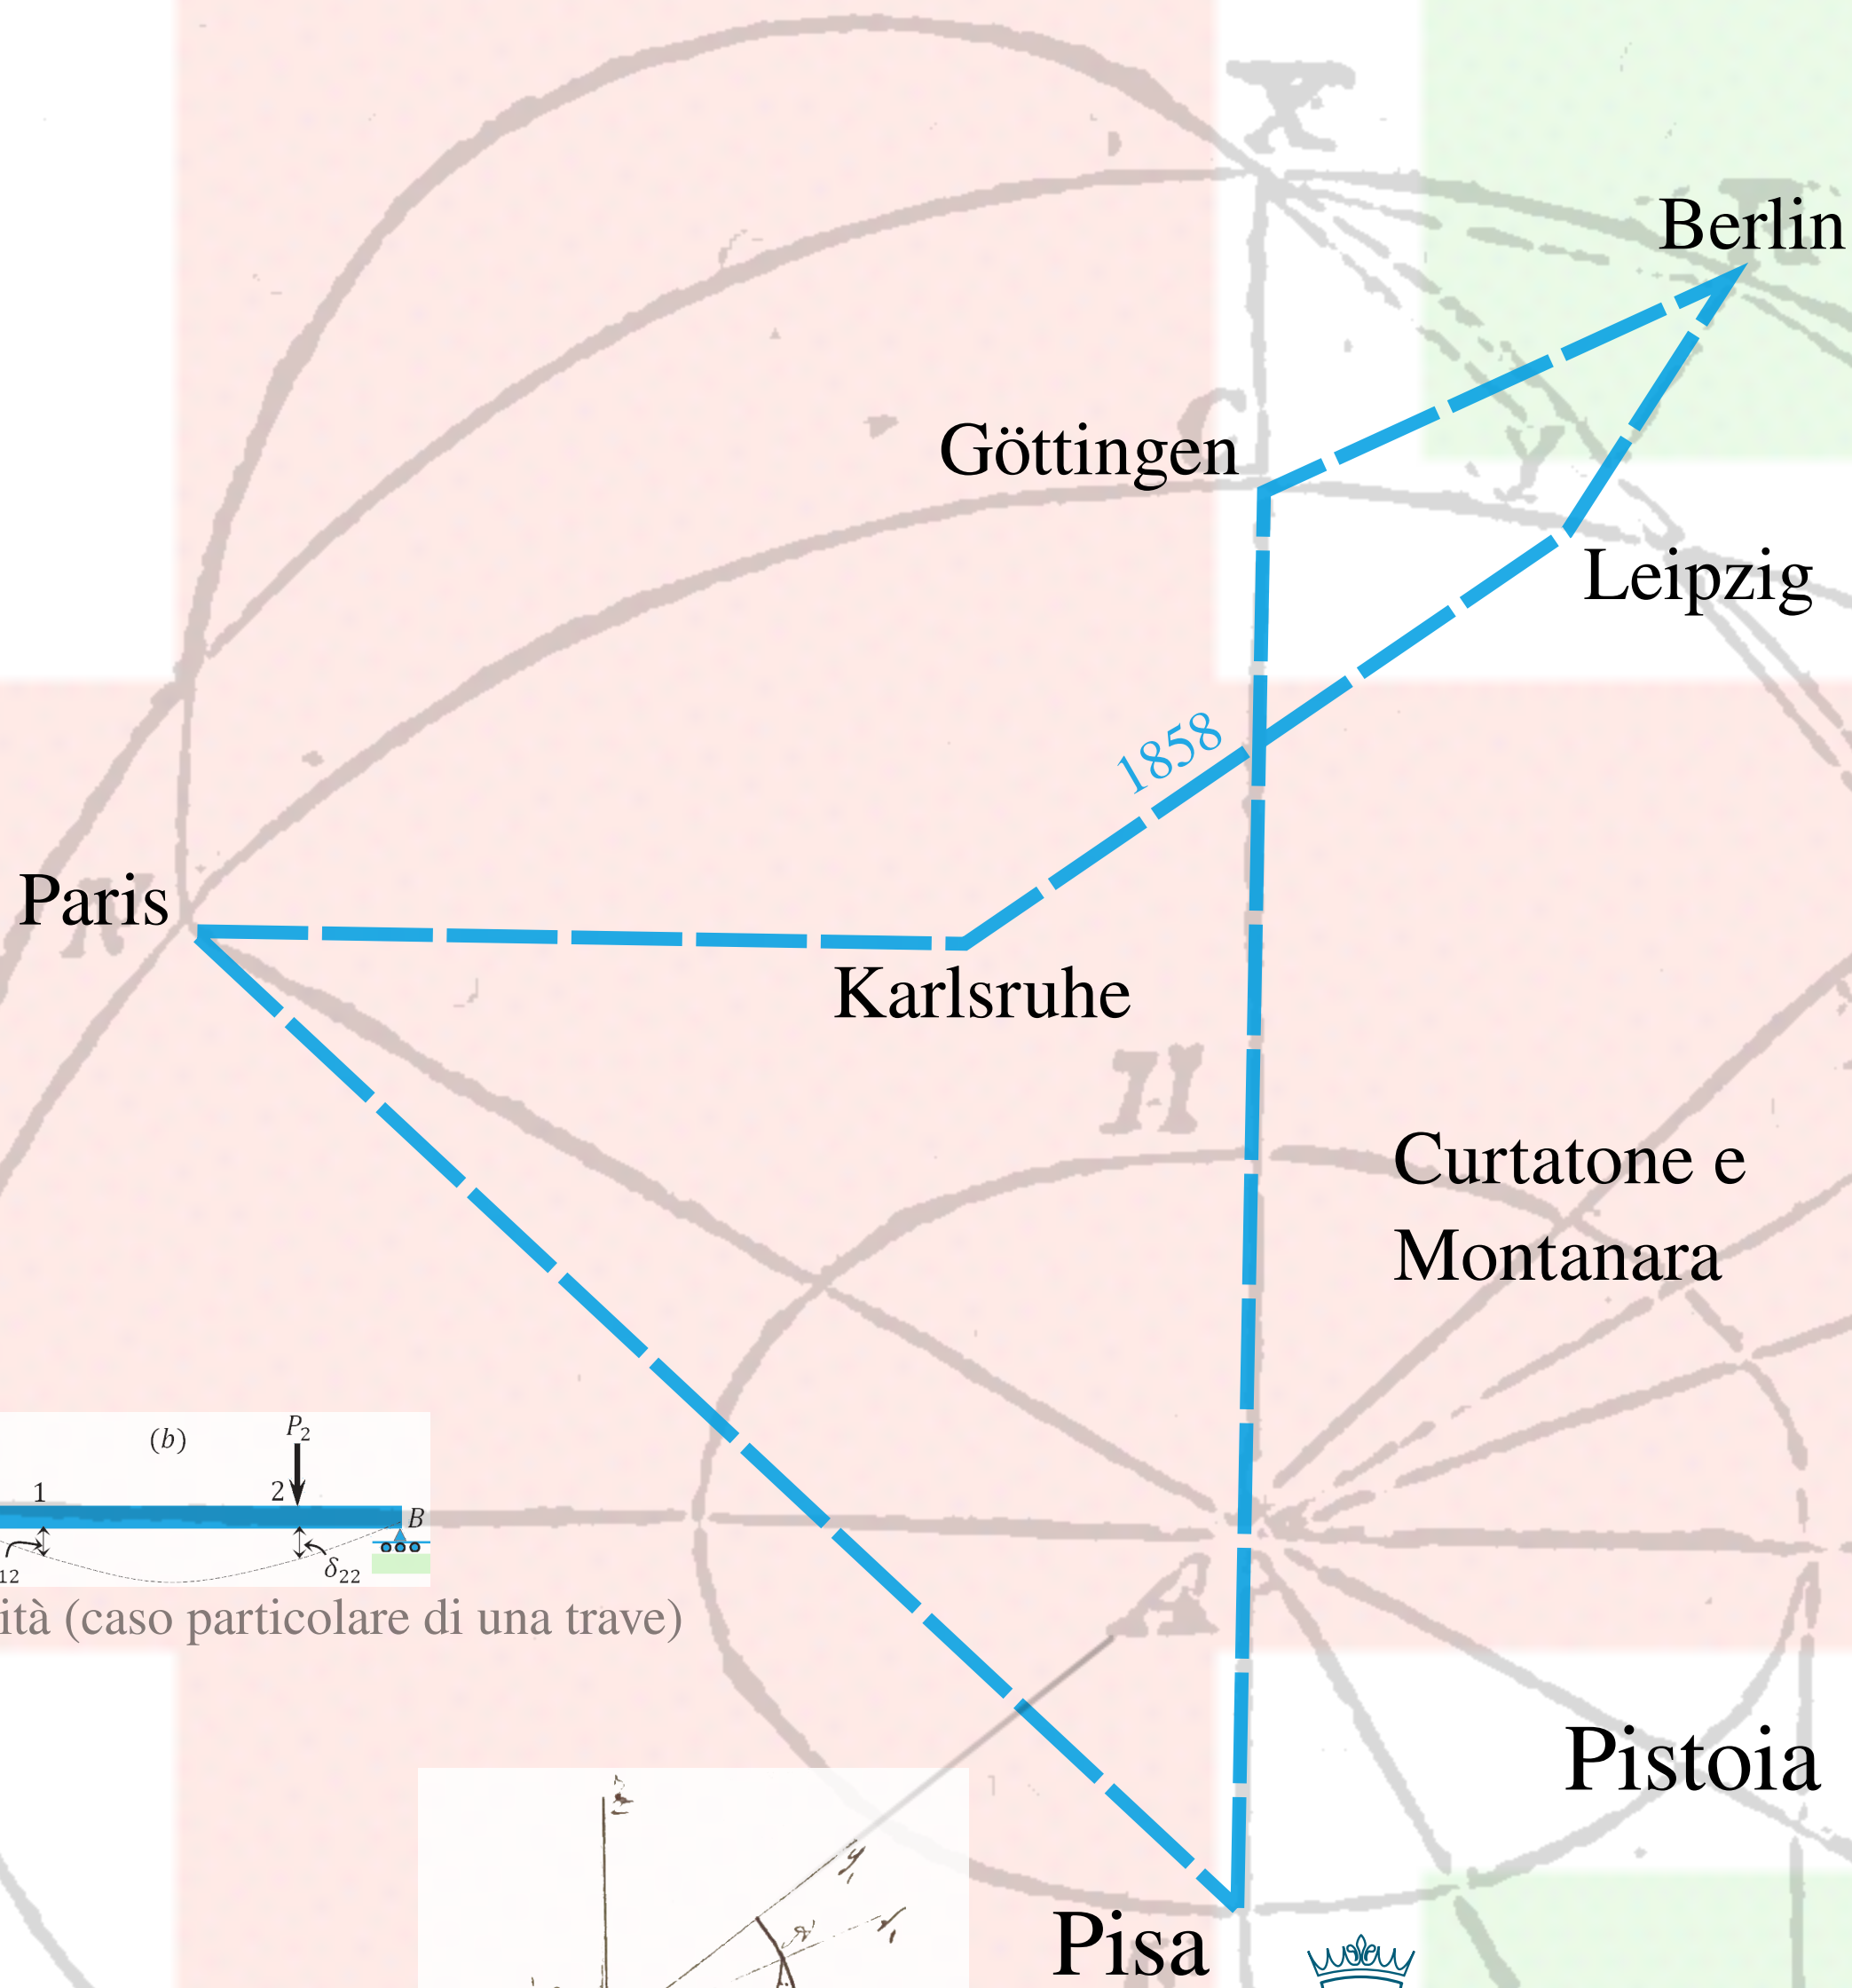 X
Berlin
C
Göttingen
Y
Leipzig
1858
Paris
Karlsruhe
H
Curtatone e
Montanara
(b)
P2
1
2
B
12
δ22
A
ità (caso particolare di una trave)
Pistoia
Pisa